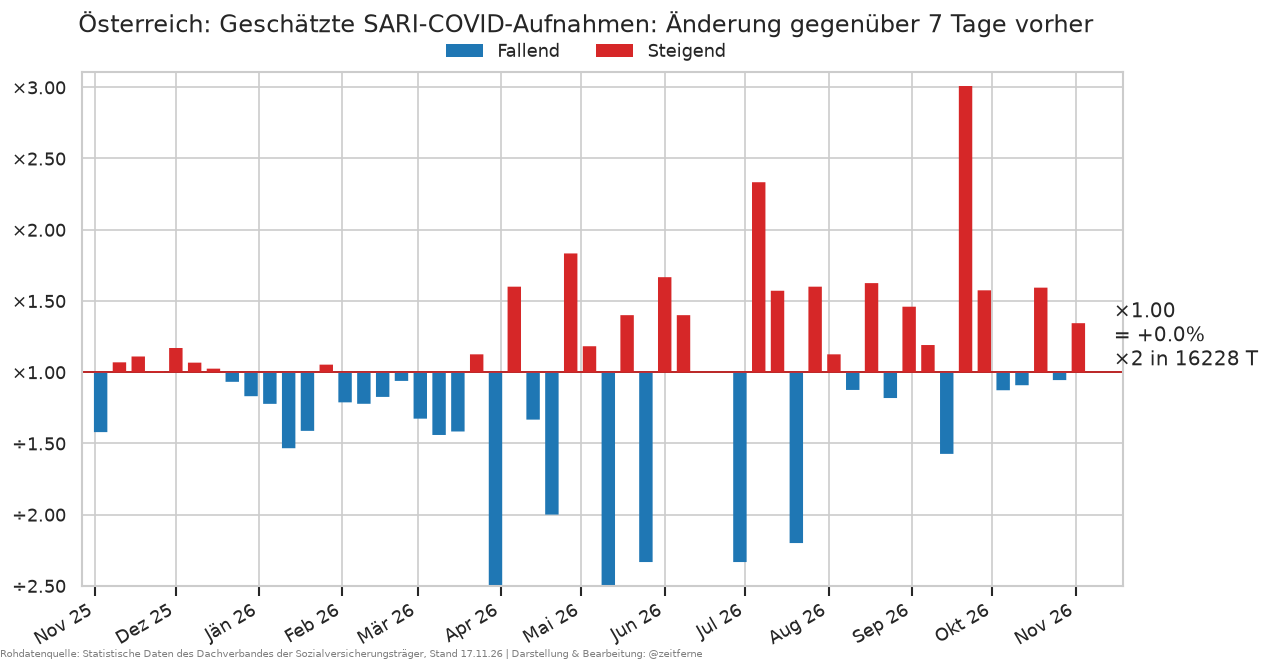 Österreich: Geschätzte SARI-COVID-Aufnahmen: Änderung gegenüber 7 Tage vorher
Fallend Steigend
×3.00
×2.50
×2.00
×1.50
×1.00
÷1.50
÷2.00
÷2.50
×1.00
= +0.0%
×2 in 16228 T
Nov 25 Dez 25 Jän 26 Feb 26 Mär 26 Apr 26 Mai 26 Jun 26 Jul 26 Aug 26 Sep 26 Okt 26 Nov 26
Rohdatenquelle: Statistische Daten des Dachverbandes der Sozialversicherungsträger, Stand 17.11.26 | Darstellung & Bearbeitung: @zeitferne